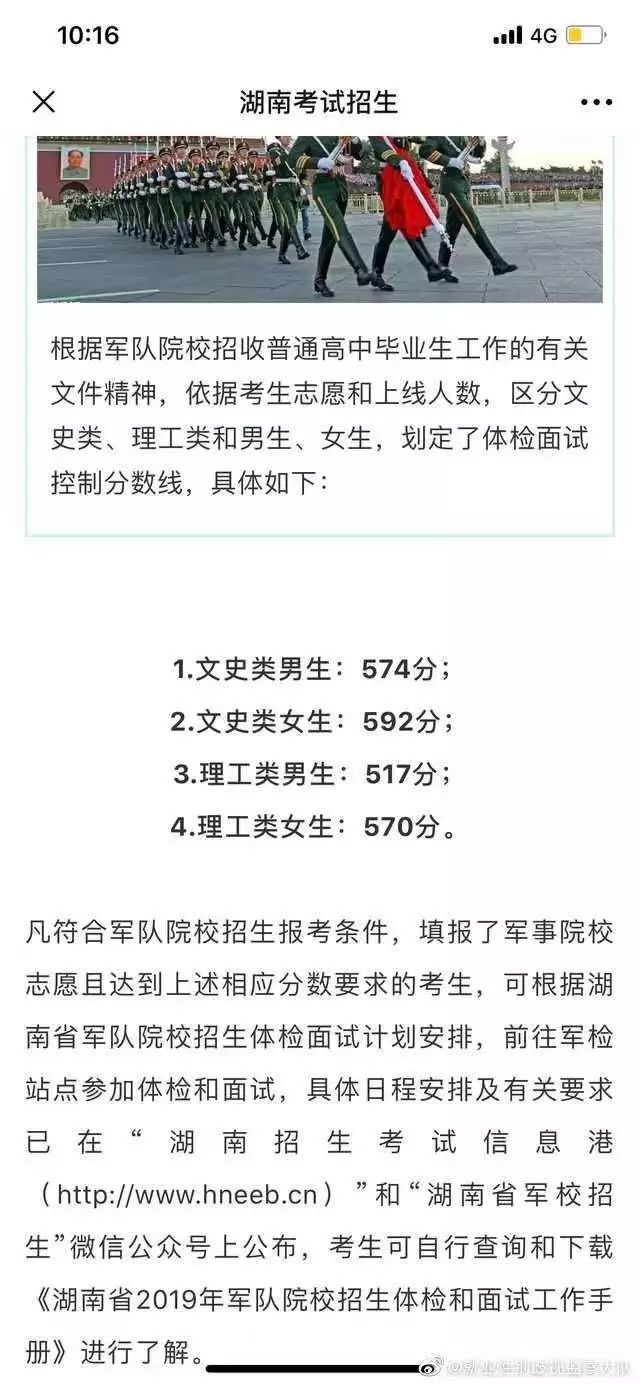 10:16
4G
湖南考试招生
根据军队院校招收普通高中毕业生工作的有关
文件精神，依据考生志愿和上线人数，区分文
史类、理工类和男生、女生，划定了体检面试
控制分数线，具体如下：
1.文史类男生：574分；
2.文史类女生：592分；
3.理工类男生：517分；
4.理工类女生：570分。
凡符合军队院校招生报考条件，填报了军事院校
志愿且达到上述相应分数要求的考生，可根据湖
南省军队院校招生体检面试计划安排，前往军检
站点参加体检和面试，具体日程安排及有关要求
已在“湖南招生考试信息港
（http://www.hneeb.cn）”和“湖南省军校招
生”微信公众号上公布，考生可自行查询和下载
《湖南省2019年军队院校招生体检和面试工作手
册》进行了解。
@就业性别歧视监察大队